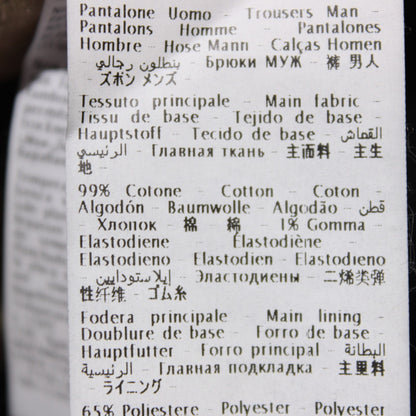 Pantalone Uomo - Trousers Man -
Pantalons Homme - Pantalones
Hombre - Hose Mann - Calças Homen
- بنطلون رجالي - Брюки МУЖ - 裤 男人
- ズボン メンズ -
Tessuto principale - Main fabric -
Tissu de base - Tejido de base -
Hauptstoff - Tecido de base - القماش
الرئيسي - Главная ткань - 主面料 - 主生
地 -
99% Cotone - Cotton - Coton -
Algodón - Baumwolle - Algodão - قطن
- Хлопок - 棉 - 綿 - 1% Gomma -
Elastodiene - Élastodiène -
Elastodieno - Elastodien - Elastodieno
- إيلاستودايين - Эластодиены - 二烯类弹
性纤维 - ゴム糸
Fodera principale - Main lining -
Doublure de base - Forro de base -
Hauptfutter - Forro principal - البطانة
الرئيسية - Главная подкладка - 主里料
- ライニング -
65% Poliestere - Polyester - Polyester